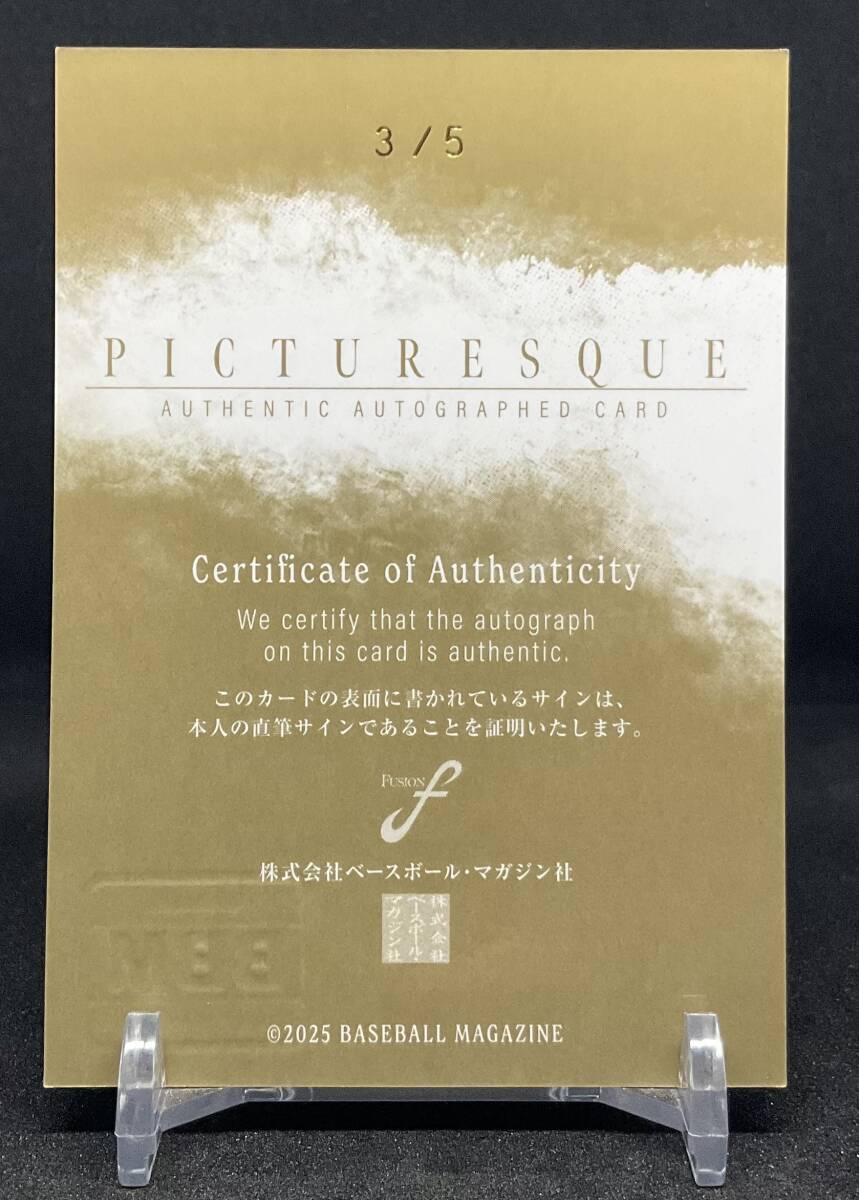 3 / 5
PICTURESQUE
AUTHENTIC AUTOGRAPHED CARD
Certificate of Authenticity
We certify that the autograph
on this card is authentic.
このカードの表面に書かれているサインは、
本人の直筆サインであることを証明いたします。
FUSION f
株式会社ベースボール・マガジン社
株式会社
ベースボール・
マガジン社
BBM
©2025 BASEBALL MAGAZINE